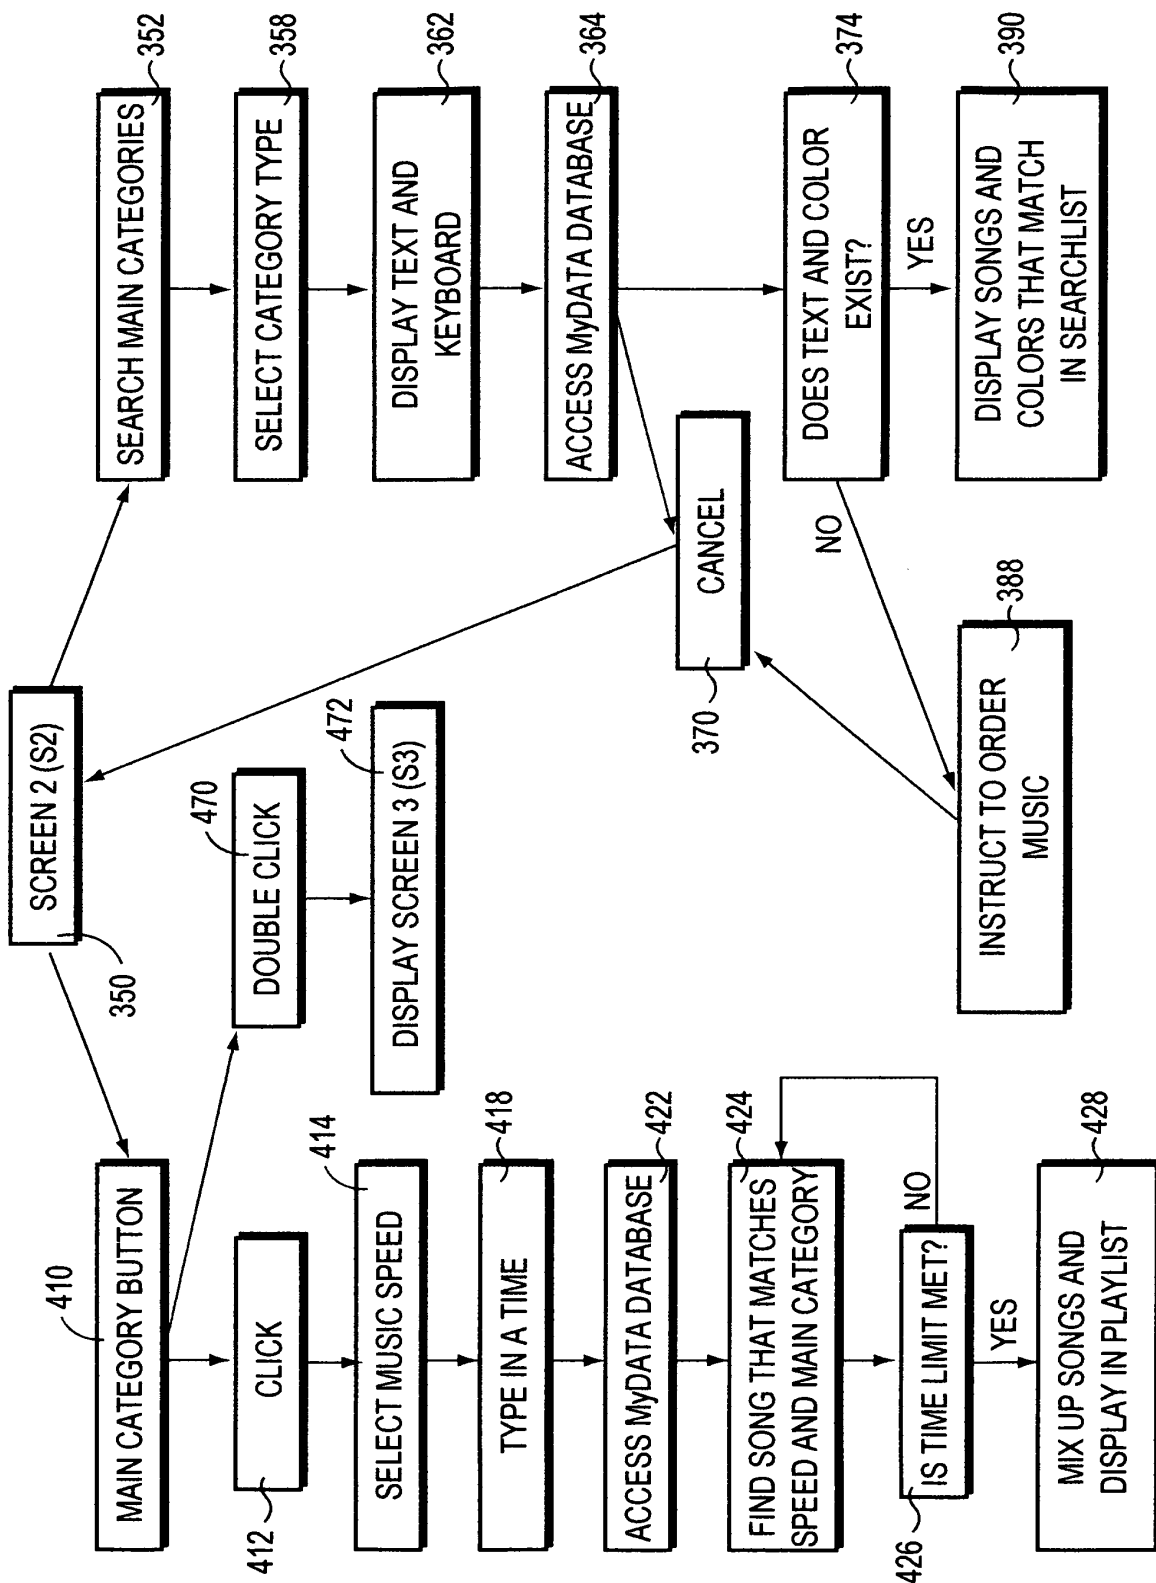 SCREEN 2 (S2)
350
410
MAIN CATEGORY BUTTON
412
CLICK
414
SELECT MUSIC SPEED
418
TYPE IN A TIME
422
ACCESS MyDATA DATABASE
424
FIND SONG THAT MATCHES
SPEED AND MAIN CATEGORY
426
IS TIME LIMIT MET?
NO
YES
428
MIX UP SONGS AND
DISPLAY IN PLAYLIST
470
DOUBLE CLICK
472
DISPLAY SCREEN 3 (S3)
352
SEARCH MAIN CATEGORIES
358
SELECT CATEGORY TYPE
362
DISPLAY TEXT AND
KEYBOARD
364
ACCESS MyDATA DATABASE
370
CANCEL
374
DOES TEXT AND COLOR
EXIST?
NO
YES
388
INSTRUCT TO ORDER
MUSIC
390
DISPLAY SONGS AND
COLORS THAT MATCH
IN SEARCHLIST